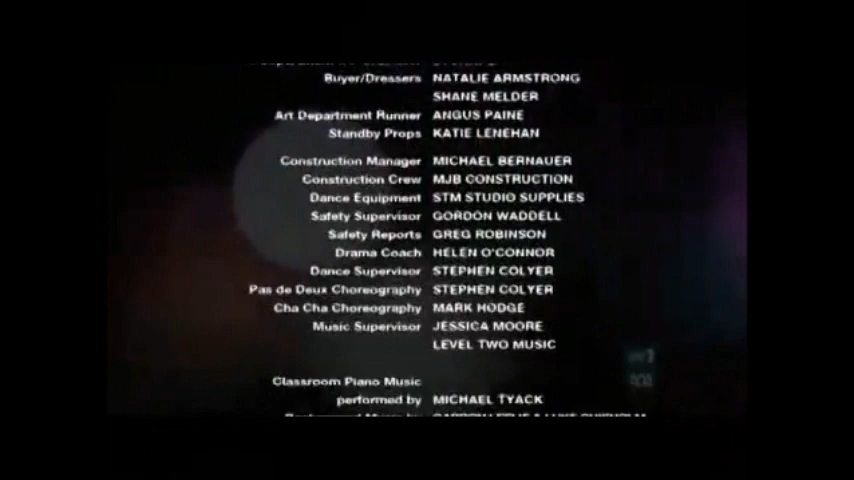 Buyer/Dressers NATALIE ARMSTRONG
SHANE MELDER
Art Department Runner ANGUS PAINE
Standby Props KATIE LENEHAN
Construction Manager MICHAEL BERNAUER
Construction Crew MJB CONSTRUCTION
Dance Equipment STM STUDIO SUPPLIES
Safety Supervisor GORDON WADDELL
Safety Reports GREG ROBINSON
Drama Coach HELEN O'CONNOR
Dance Supervisor STEPHEN COLYER
Pas de Deux Choreography STEPHEN COLYER
Cha Cha Choreography MARK HODGE
Music Supervisor JESSICA MOORE
LEVEL TWO MUSIC
Classroom Piano Music
performed by MICHAEL TYACK